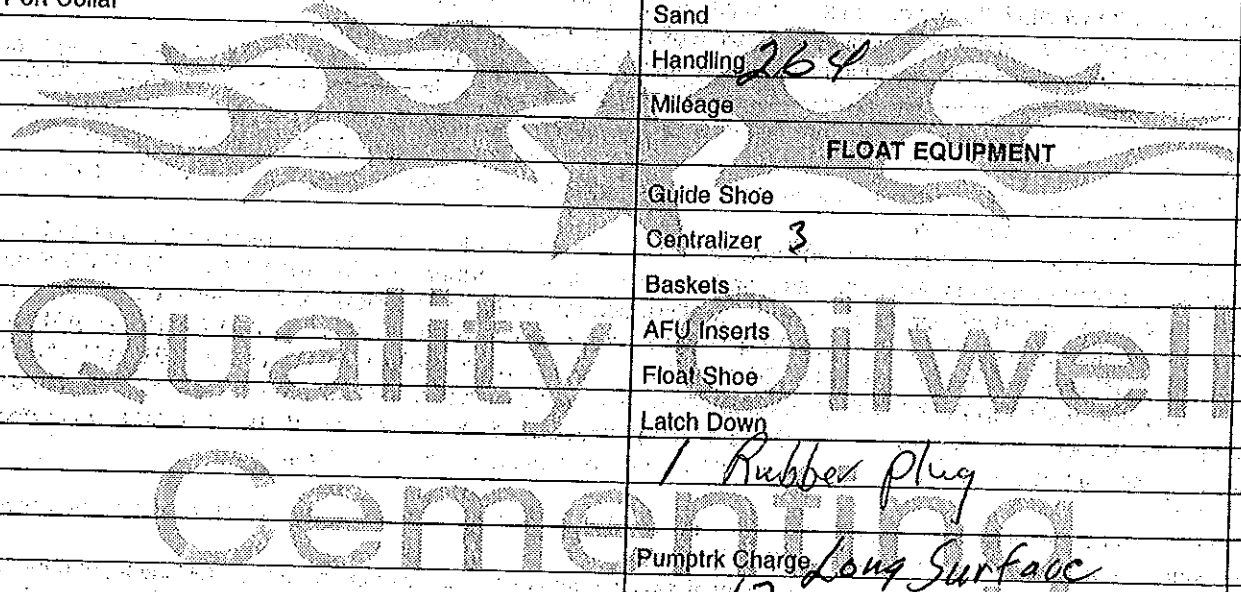 Port Collar
Sand
Handling 264
Mileage
FLOAT EQUIPMENT
Guide Shoe
Centralizer 3
Baskets
AFU Inserts
Float Shoe
Latch Down
1 Rubber plug
Pumptrk Charge Long Surface
Quality Oilwell
Cementing